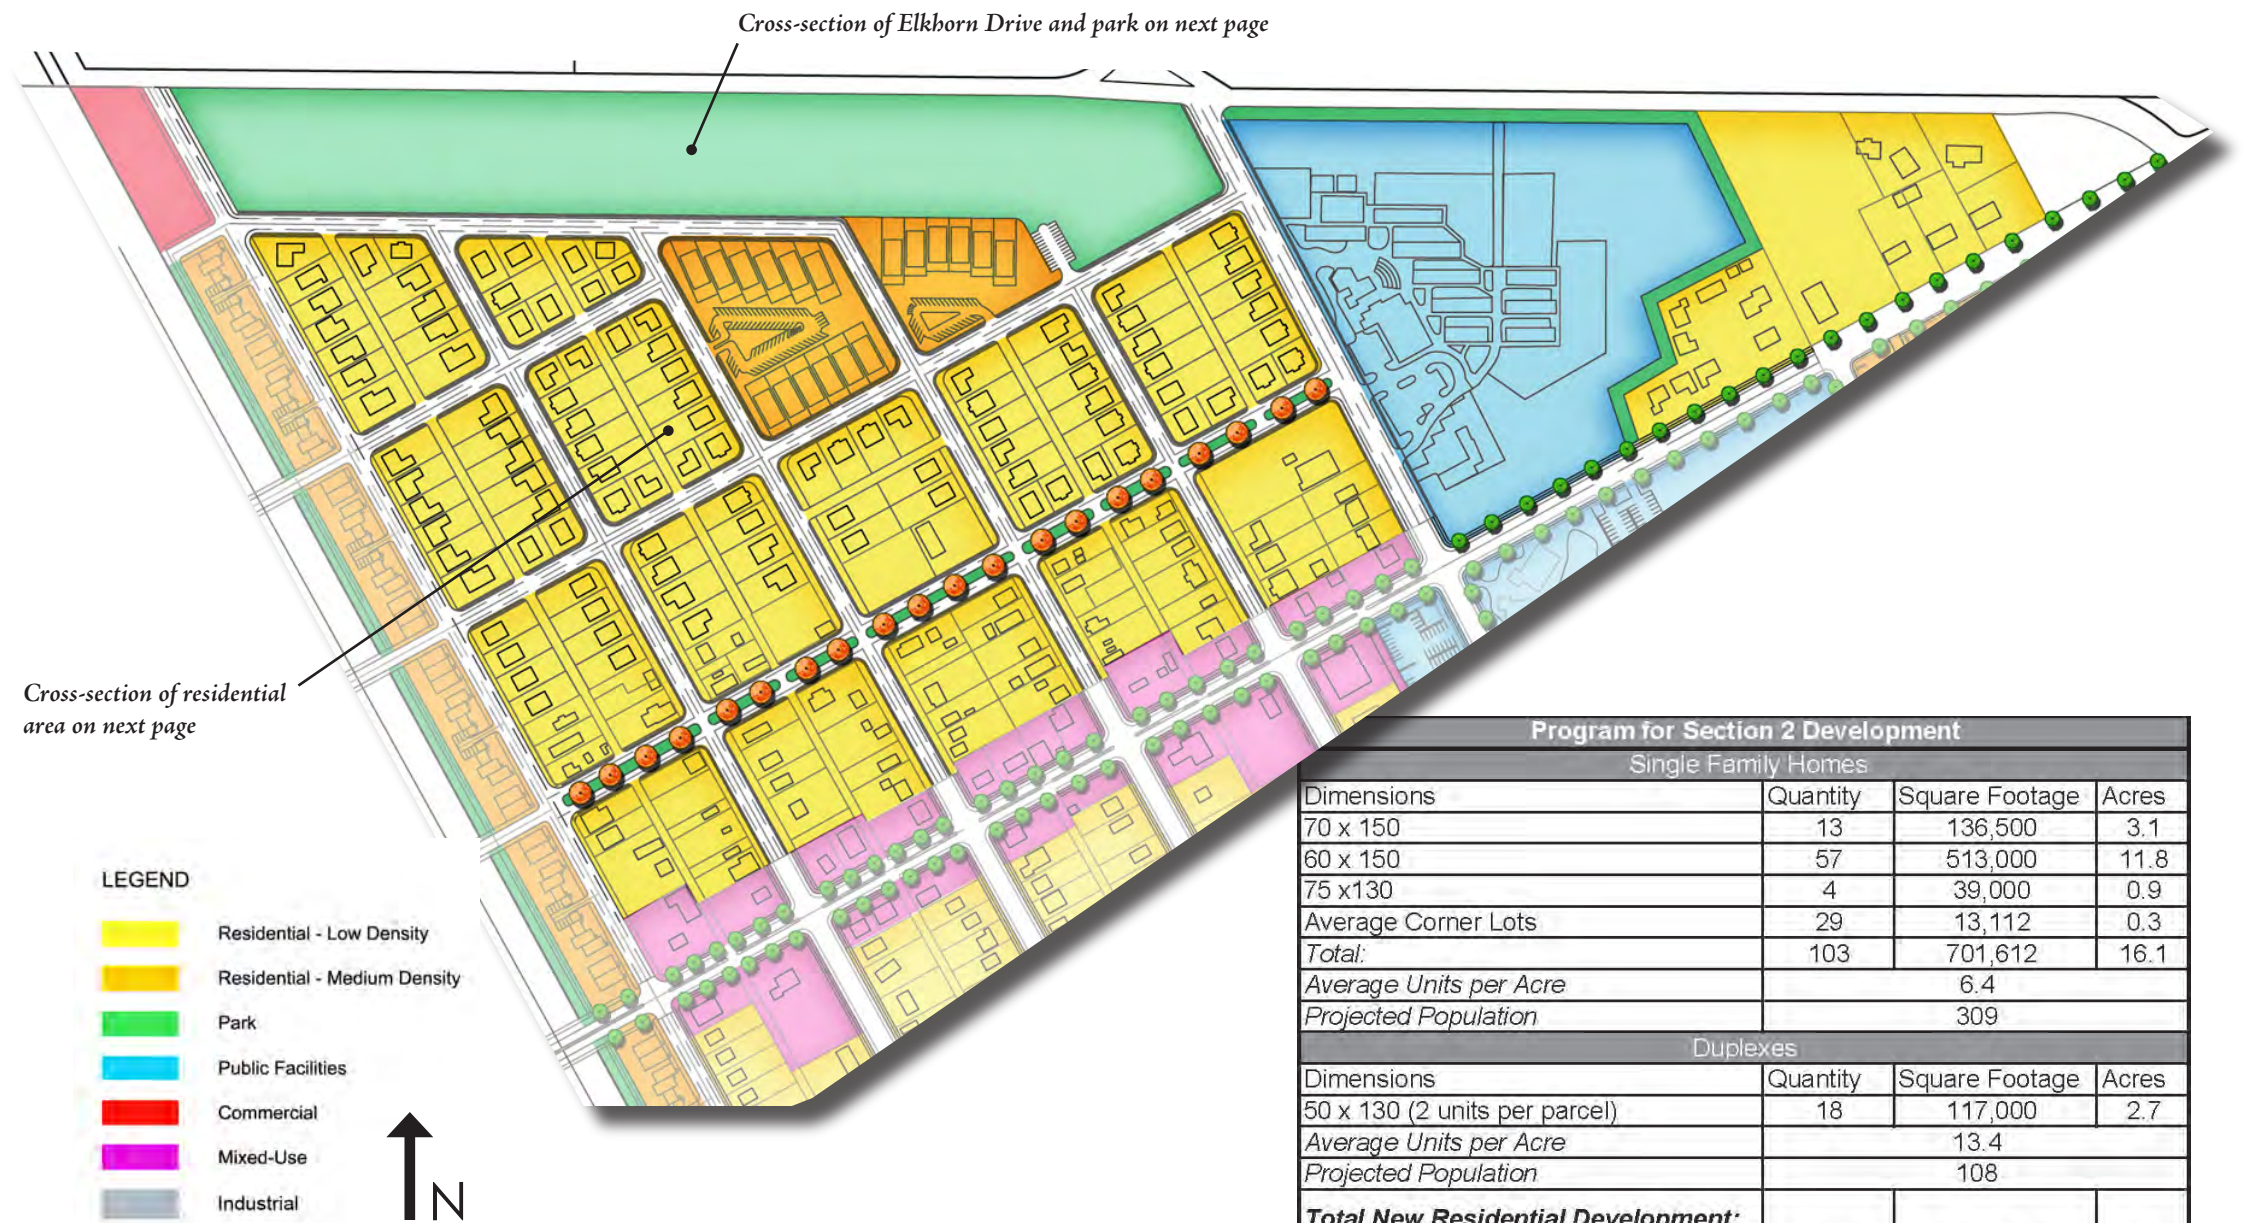 Cross-section of Elkhorn Drive and park on next page
Cross-section of residential
area on next page
LEGEND
Residential - Low Density
Residential - Medium Density
Park
Public Facilities
Commercial
Mixed-Use
Industrial
N
Program for Section 2 Development
Single Family Homes
Dimensions Quantity Square Footage Acres
70 x 150 13 136,500 3.1
60 x 150 57 513,000 11.8
75 x130 4 39,000 0.9
Average Corner Lots 29 13,112 0.3
Total: 103 701,612 16.1
Average Units per Acre 6.4
Projected Population 309
Duplexes
Dimensions Quantity Square Footage Acres
50 x 130 (2 units per parcel) 18 117,000 2.7
Average Units per Acre 13.4
Projected Population 108
Total New Residential Development: